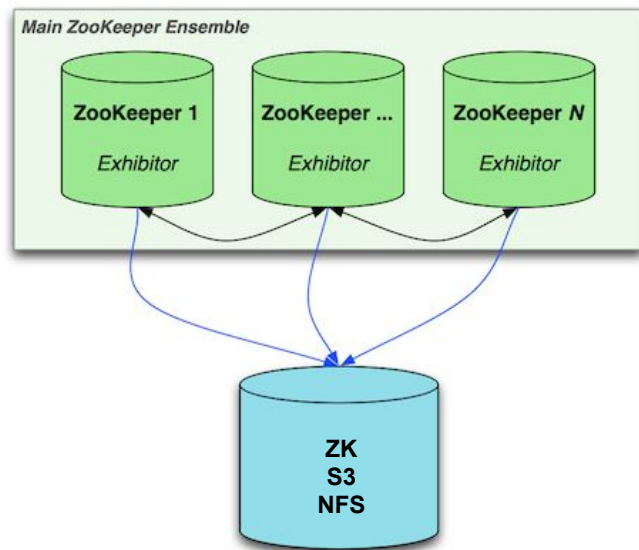 Main ZooKeeper Ensemble
ZooKeeper 1
Exhibitor
ZooKeeper ...
Exhibitor
ZooKeeper N
Exhibitor
ZK
S3
NFS